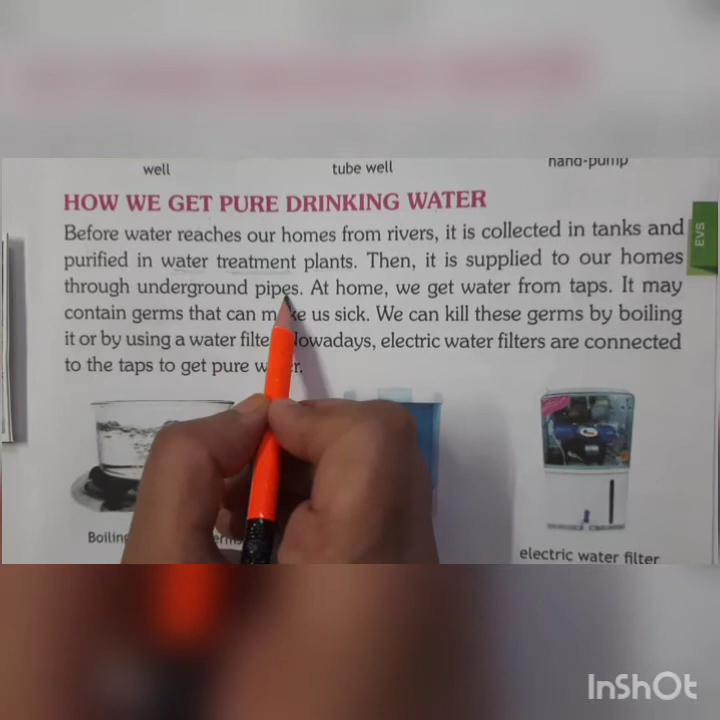 well tube well hand-pump
HOW WE GET PURE DRINKING WATER
Before water reaches our homes from rivers, it is collected in tanks and
purified in water treatment plants. Then, it is supplied to our homes
through underground pipes. At home, we get water from taps. It may
contain germs that can make us sick. We can kill these germs by boiling
it or by using a water filter. Nowadays, electric water filters are connected
to the taps to get pure water.
EVS
Boiling
electric water filter
InShOt